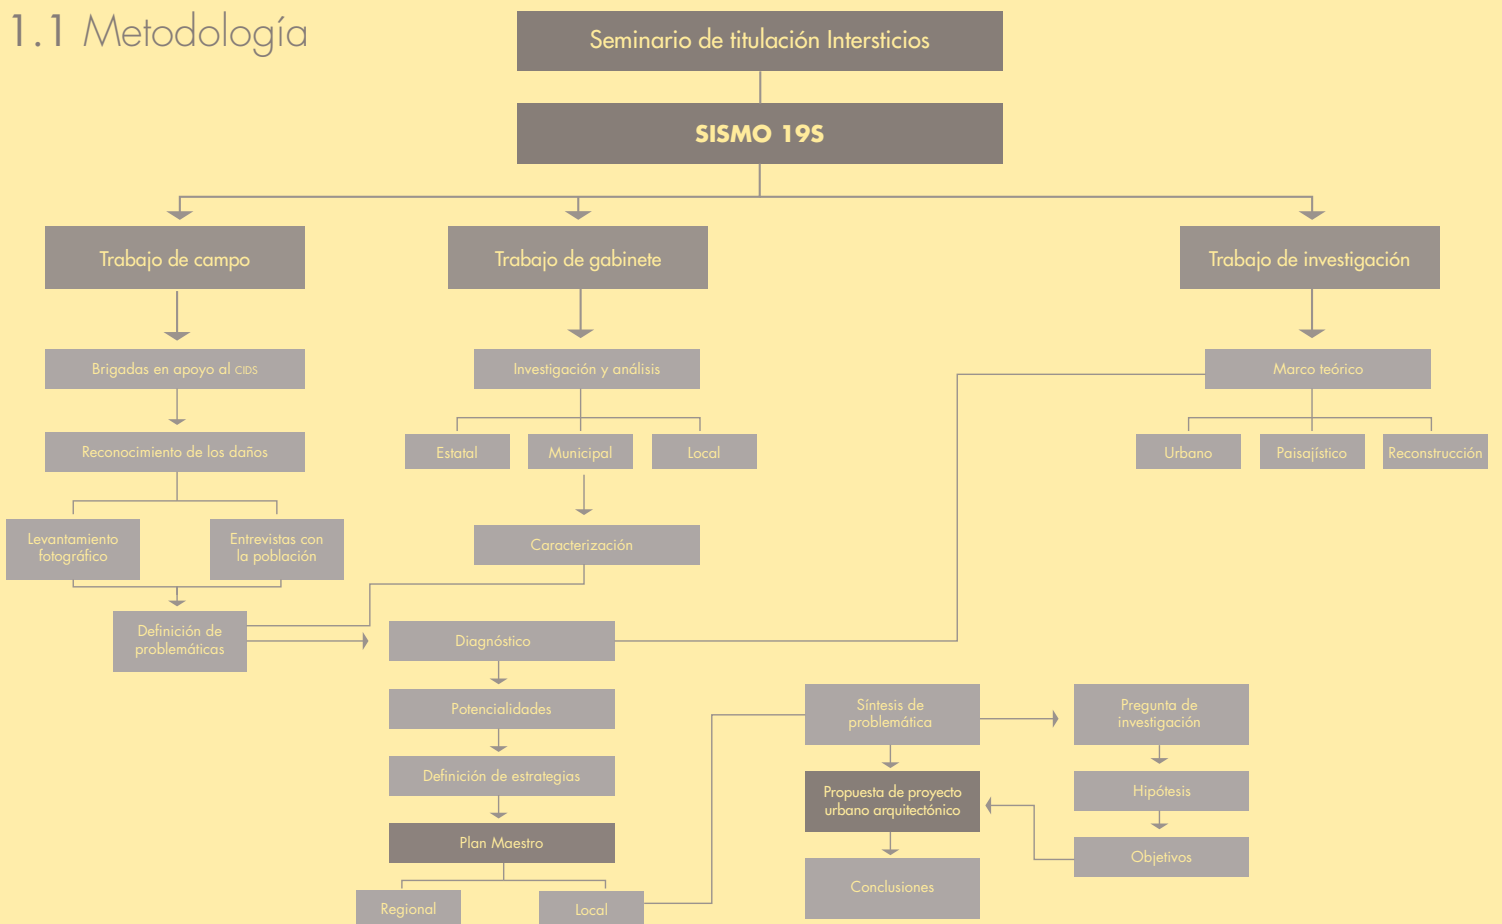 1.1 Metodología
Seminario de titulación Intersticios
SISMO 19S
Trabajo de campo
Trabajo de gabinete
Trabajo de investigación
Brigadas en apoyo al CIDS
Investigación y análisis
Marco teórico
Reconocimiento de los daños
Estatal
Municipal
Local
Urbano
Paisajístico
Reconstrucción
Levantamiento
fotográfico
Entrevistas con
la población
Caracterización
Definición de
problemáticas
Diagnóstico
Potencialidades
Definición de estrategias
Plan Maestro
Regional
Local
Síntesis de
problemática
Pregunta de
investigación
Propuesta de proyecto
urbano arquitectónico
Hipótesis
Objetivos
Conclusiones